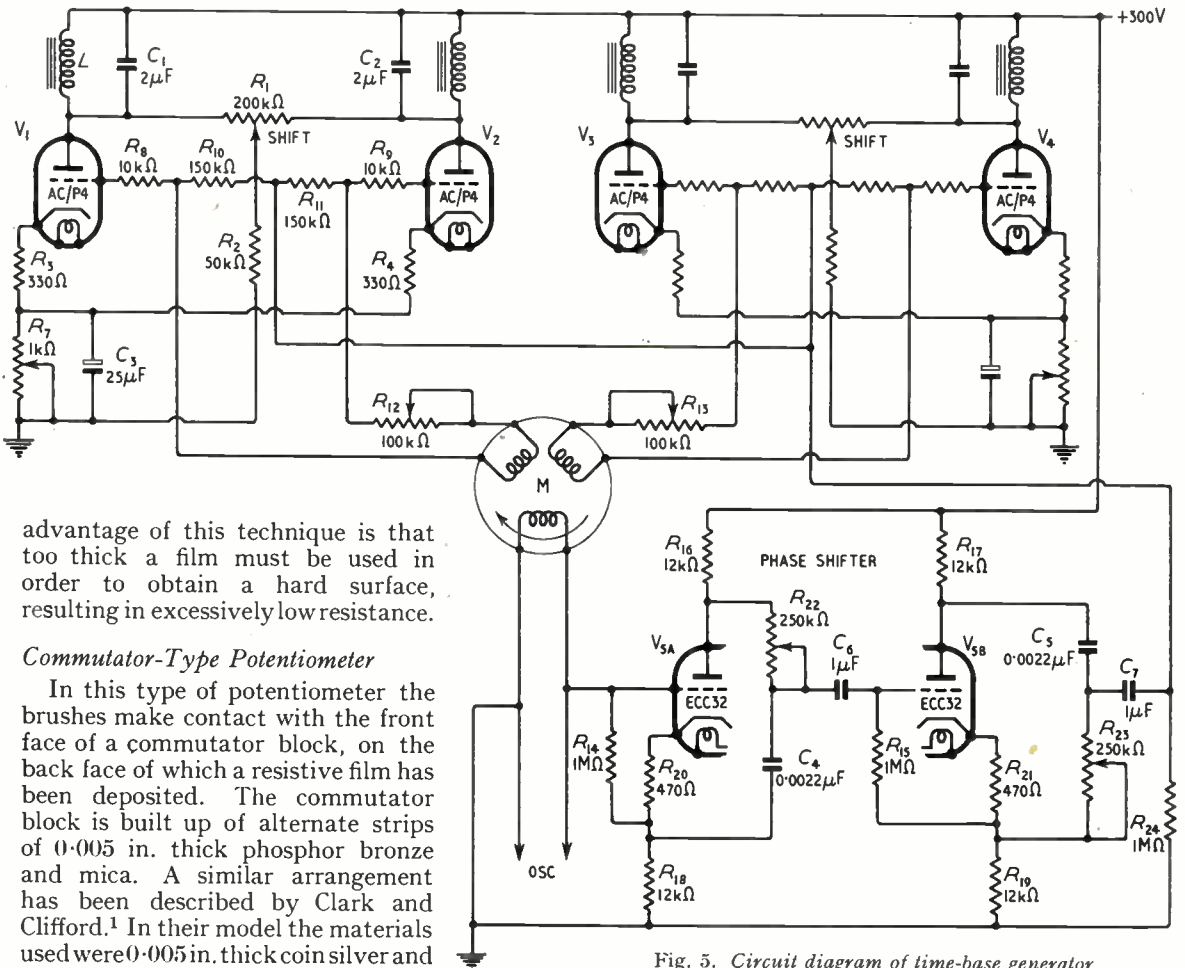 +300V
L
C1
2µF
C2
2µF
R1
200kΩ
SHIFT
SHIFT
V1
V2
V3
V4
R8
10kΩ
R10
150kΩ
R9
10kΩ
R11
150kΩ
AC/P4
AC/P4
AC/P4
AC/P4
R3
330Ω
R2
50kΩ
R4
330Ω
R7
1kΩ
C3
25µF
R12
100kΩ
R13
100kΩ
M
OSC
R16
12kΩ
PHASE SHIFTER
R17
12kΩ
R22
250kΩ
V5A
C6
1µF
V5B
C5
0·0022µF
C7
1µF
ECC32
ECC32
R14
1MΩ
R20
470Ω
C4
0·0022µF
R15
1MΩ
R21
470Ω
R23
250kΩ
R24
1MΩ
R18
12kΩ
R19
12kΩ
advantage of this technique is that
too thick a film must be used in
order to obtain a hard surface,
resulting in excessively low resistance.
Commutator-Type Potentiometer
In this type of potentiometer the
brushes make contact with the front
face of a commutator block, on the
back face of which a resistive film has
been deposited. The commutator
block is built up of alternate strips
of 0·005 in. thick phosphor bronze
and mica. A similar arrangement
has been described by Clark and
Clifford.1 In their model the materials
used were 0·005 in. thick coin silver and
Fig. 5. Circuit diagram of time-base generator